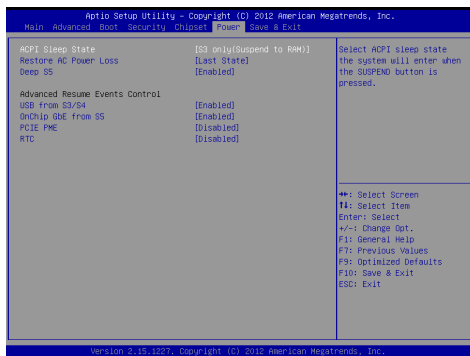 Aptio Setup Utility – Copyright (C) 2012 American Megatrends, Inc.
Main Advanced Boot Security Chipset Power Save & Exit
ACPI Sleep State [S3 only(Suspend to RAM)]
Restore AC Power Loss [Last State]
Deep S5 [Enabled]
Advanced Resume Events Control
USB from S3/S4 [Enabled]
OnChip GbE from S5 [Enabled]
PCIE PME [Disabled]
RTC [Disabled]
Select ACPI sleep state
the system will enter when
the SUSPEND button is
pressed.
→←: Select Screen
↑↓: Select Item
Enter: Select
+/-: Change Opt.
F1: General Help
F7: Previous Values
F9: Optimized Defaults
F10: Save & Exit
ESC: Exit
Version 2.15.1227. Copyright (C) 2012 American Megatrends, Inc.